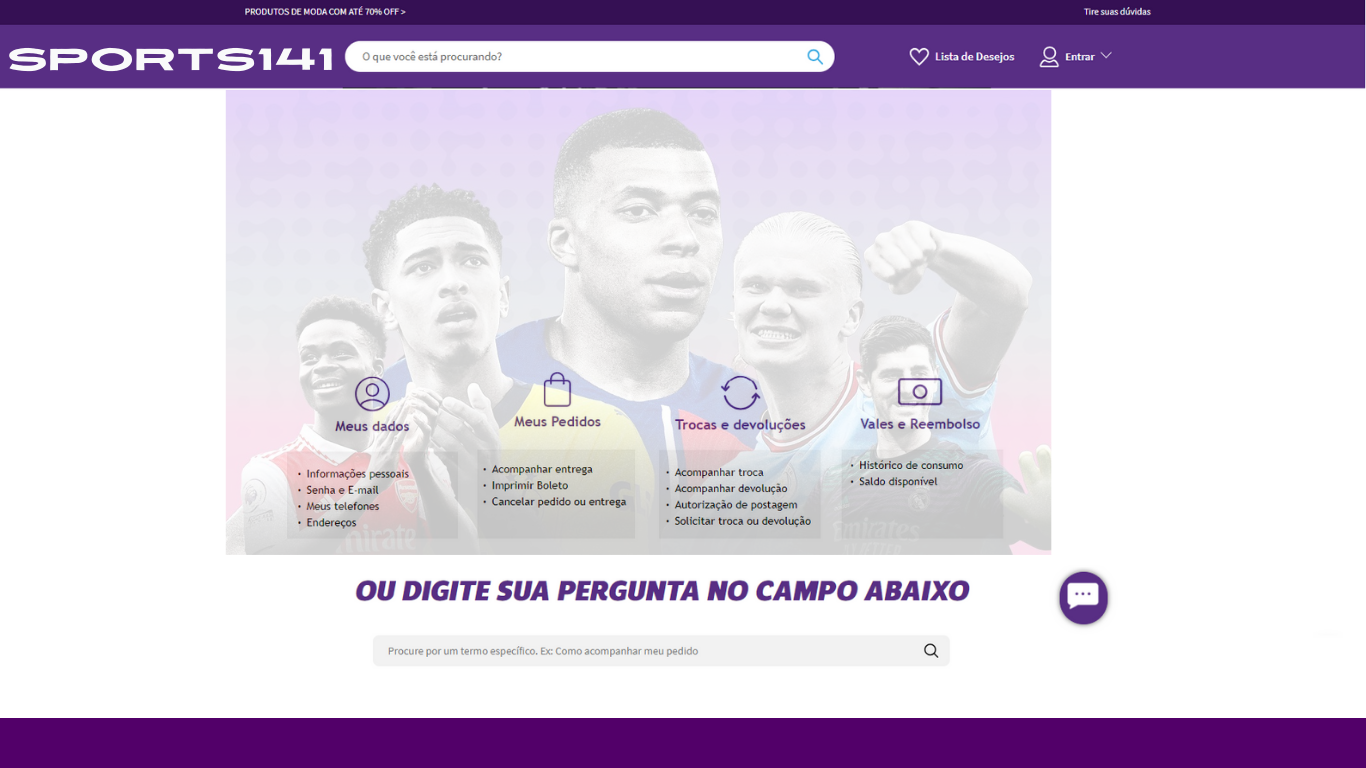 PRODUTOS DE MODA COM ATÉ 70% OFF >
Tire suas dúvidas
SPORTS141
O que você está procurando?
Lista de Desejos
Entrar
Meus dados
Informações pessoais
Senha e E-mail
Meus telefones
Endereços
Meus Pedidos
Acompanhar entrega
Imprimir Boleto
Cancelar pedido ou entrega
Trocas e devoluções
Acompanhar troca
Acompanhar devolução
Autorização de postagem
Solicitar troca ou devolução
Vales e Reembolso
Histórico de consumo
Saldo disponível
Emirates
OU DIGITE SUA PERGUNTA NO CAMPO ABAIXO
Procure por um termo específico. Ex: Como acompanhar meu pedido